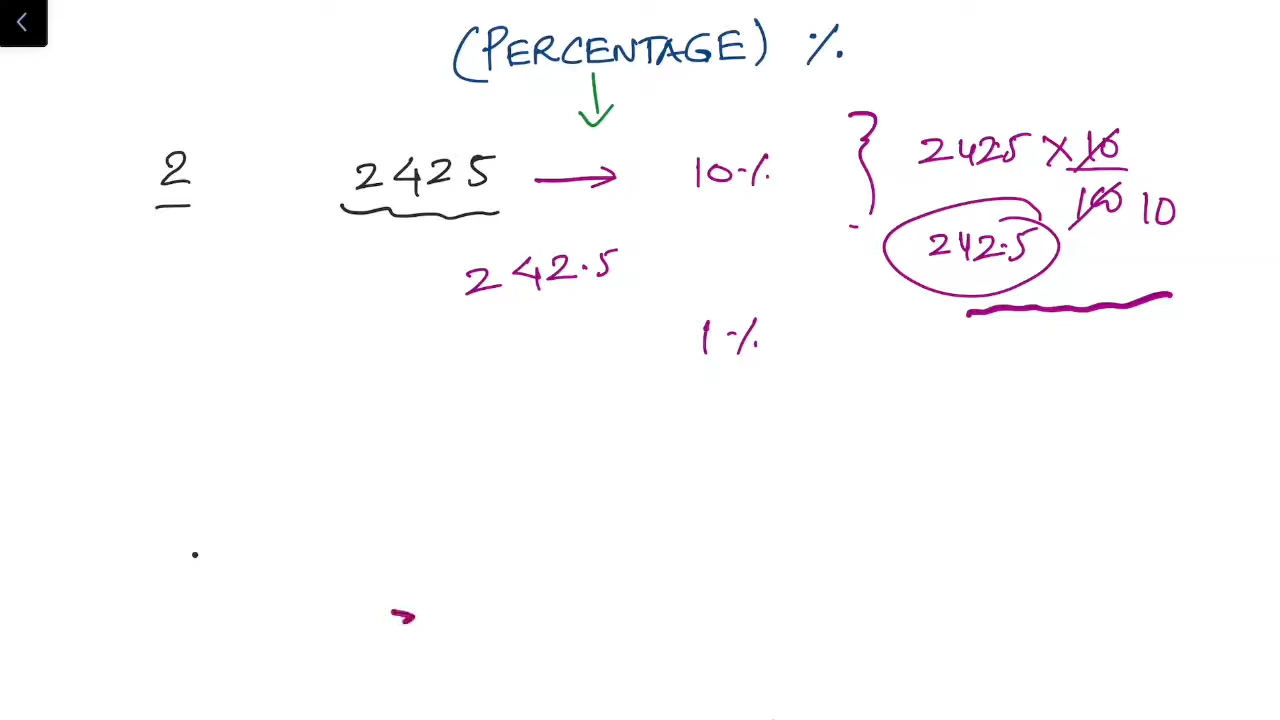 (PERCENTAGE) %
2 2425 → 10% } 2425 × 10
100 10
242.5 242.5
1%